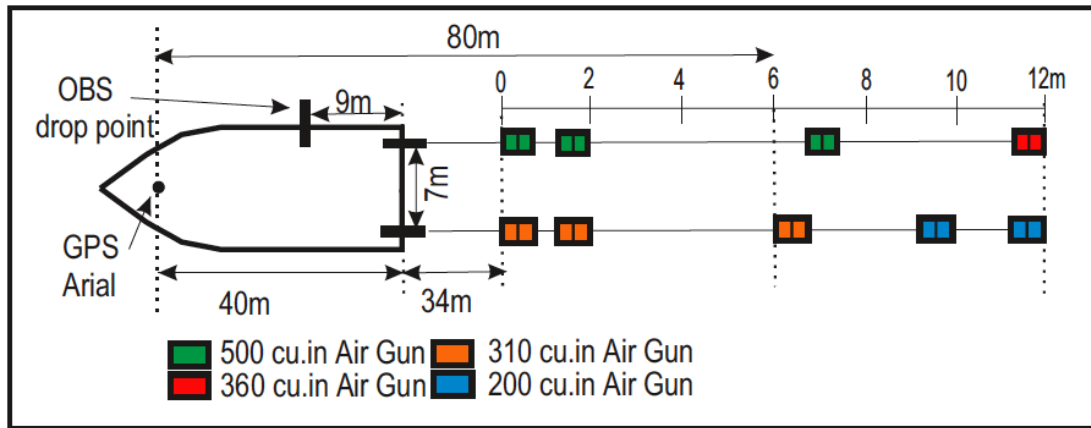 80m
0 2 4 6 8 10 12m
OBS
drop point
9m
7m
GPS
Arial
40m
34m
500 cu.in Air Gun
310 cu.in Air Gun
360 cu.in Air Gun
200 cu.in Air Gun